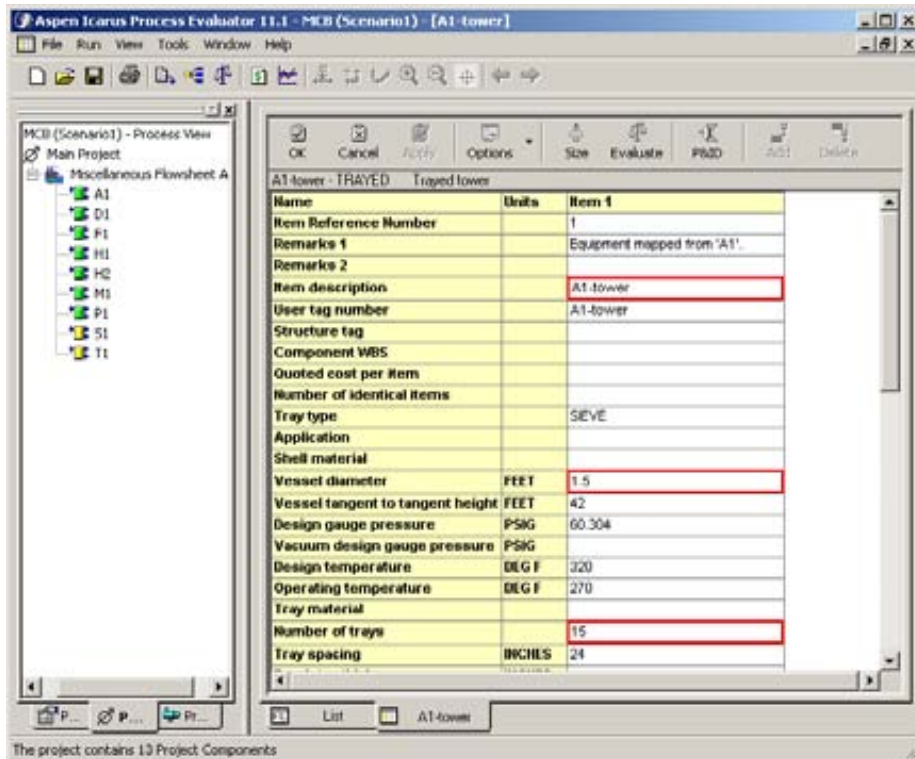 Aspen Icarus Process Evaluator 11.1 - MCB (Scenario1) - [A1-tower]
File Run View Tools Window Help
MCB (Scenario1) - Process View
Main Project
Miscellaneous Flowsheet A
A1
D1
F1
H1
H2
M1
P1
S1
T1
OK Cancel Apply Options Size Evaluate P&ID Add Delete
A1-tower - TRAYED Trayed tower
Name Units Item 1
Item Reference Number 1
Remarks 1 Equipment mapped from 'A1'.
Remarks 2
Item description A1-tower
User tag number A1-tower
Structure tag
Component WBS
Quoted cost per item
Number of identical items
Tray type SIEVE
Application
Shell material
Vessel diameter FEET 1.5
Vessel tangent to tangent height FEET 42
Design gauge pressure PSIG 60.304
Vacuum design gauge pressure PSIG
Design temperature DEG F 320
Operating temperature DEG F 270
Tray material
Number of trays 15
Tray spacing INCHES 24
P... P... Pr...
List A1-tower
The project contains 13 Project Components